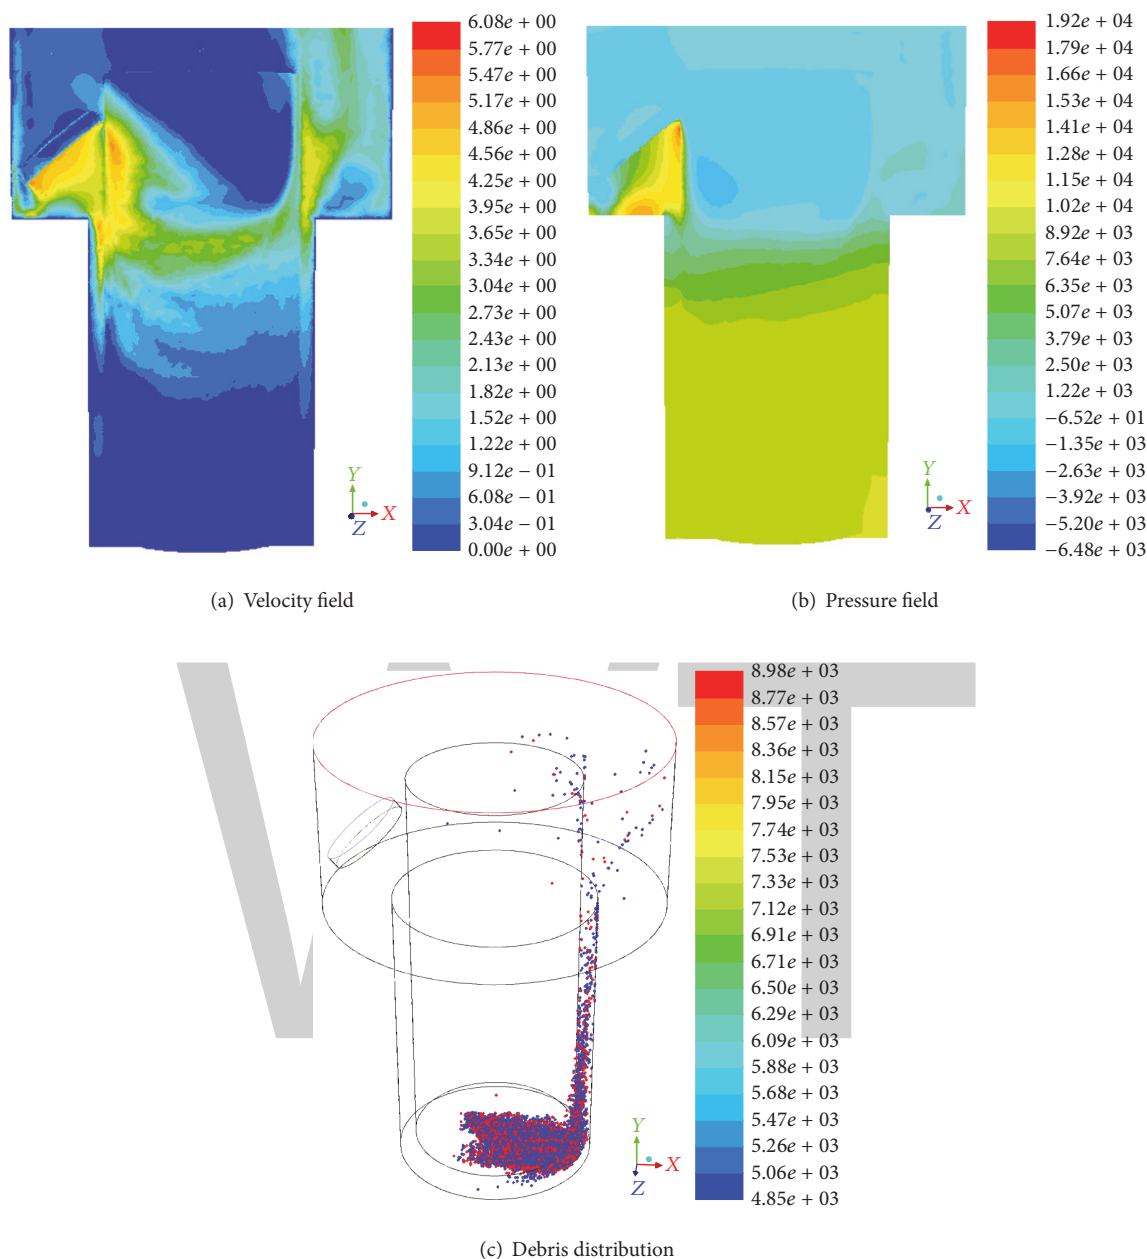 6.08e + 00
5.77e + 00
5.47e + 00
5.17e + 00
4.86e + 00
4.56e + 00
4.25e + 00
3.95e + 00
3.65e + 00
3.34e + 00
3.04e + 00
2.73e + 00
2.43e + 00
2.13e + 00
1.82e + 00
1.52e + 00
1.22e + 00
9.12e − 01
6.08e − 01
3.04e − 01
0.00e + 00
Y
X
Z
(a) Velocity field
1.92e + 04
1.79e + 04
1.66e + 04
1.53e + 04
1.41e + 04
1.28e + 04
1.15e + 04
1.02e + 04
8.92e + 03
7.64e + 03
6.35e + 03
5.07e + 03
3.79e + 03
2.50e + 03
1.22e + 03
−6.52e + 01
−1.35e + 03
−2.63e + 03
−3.92e + 03
−5.20e + 03
−6.48e + 03
Y
X
Z
(b) Pressure field
8.98e + 03
8.77e + 03
8.57e + 03
8.36e + 03
8.15e + 03
7.95e + 03
7.74e + 03
7.53e + 03
7.33e + 03
7.12e + 03
6.91e + 03
6.71e + 03
6.50e + 03
6.29e + 03
6.09e + 03
5.88e + 03
5.68e + 03
5.47e + 03
5.26e + 03
5.06e + 03
4.85e + 03
Y
X
Z
(c) Debris distribution